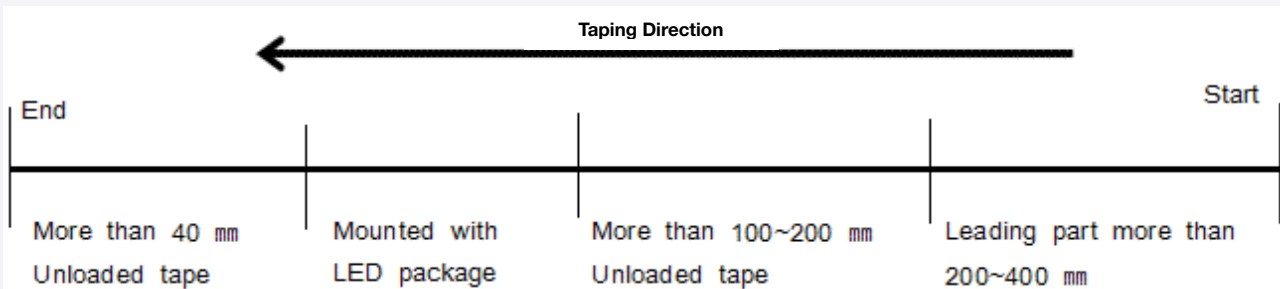 Taping Direction
End
Start
More than 40 ㎜
Unloaded tape
Mounted with
LED package
More than 100~200 ㎜
Unloaded tape
Leading part more than
200~400 ㎜